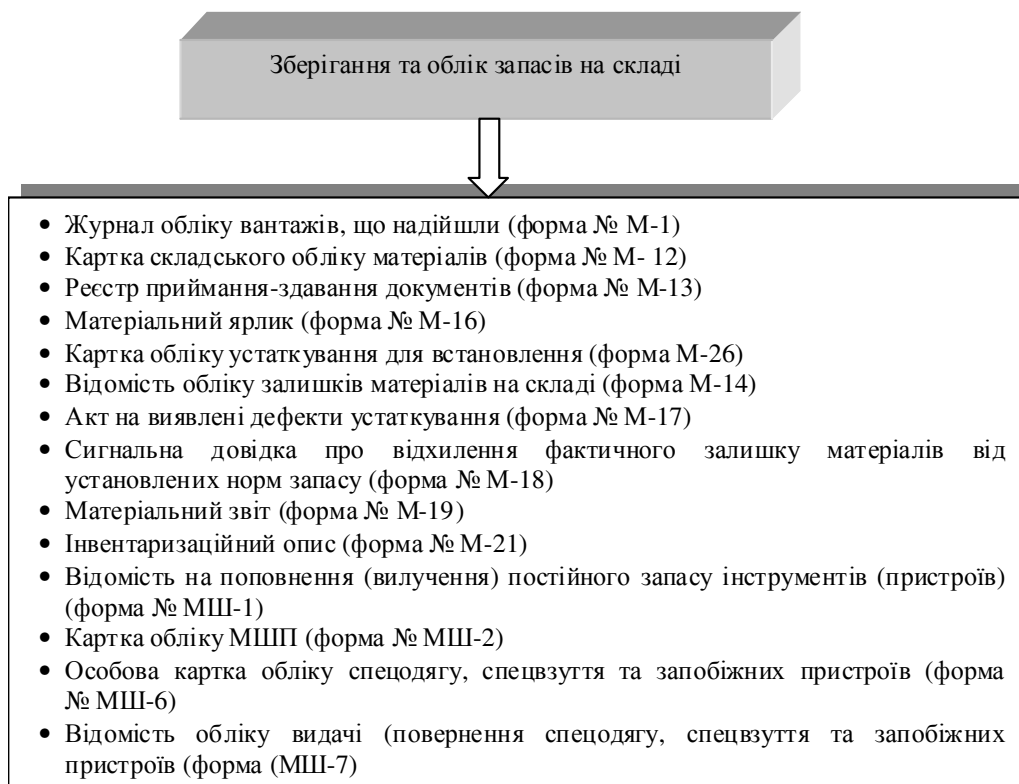 Зберігання та облік запасів на складі
• Журнал обліку вантажів, що надійшли (форма № М-1)
• Картка складського обліку матеріалів (форма № М- 12)
• Реєстр приймання-здавання документів (форма № М-13)
• Матеріальний ярлик (форма № М-16)
• Картка обліку устаткування для встановлення (форма М-26)
• Відомість обліку залишків матеріалів на складі (форма М-14)
• Акт на виявлені дефекти устаткування (форма № М-17)
• Сигнальна довідка про відхилення фактичного залишку матеріалів від
установлених норм запасу (форма № М-18)
• Матеріальний звіт (форма № М-19)
• Інвентаризаційний опис (форма № М-21)
• Відомість на поповнення (вилучення) постійного запасу інструментів (пристроїв)
(форма № МШ-1)
• Картка обліку МШП (форма № МШ-2)
• Особова картка обліку спецодягу, спецвзуття та запобіжних пристроїв (форма
№ МШ-6)
• Відомість обліку видачі (повернення спецодягу, спецвзуття та запобіжних
пристроїв (форма (МШ-7)